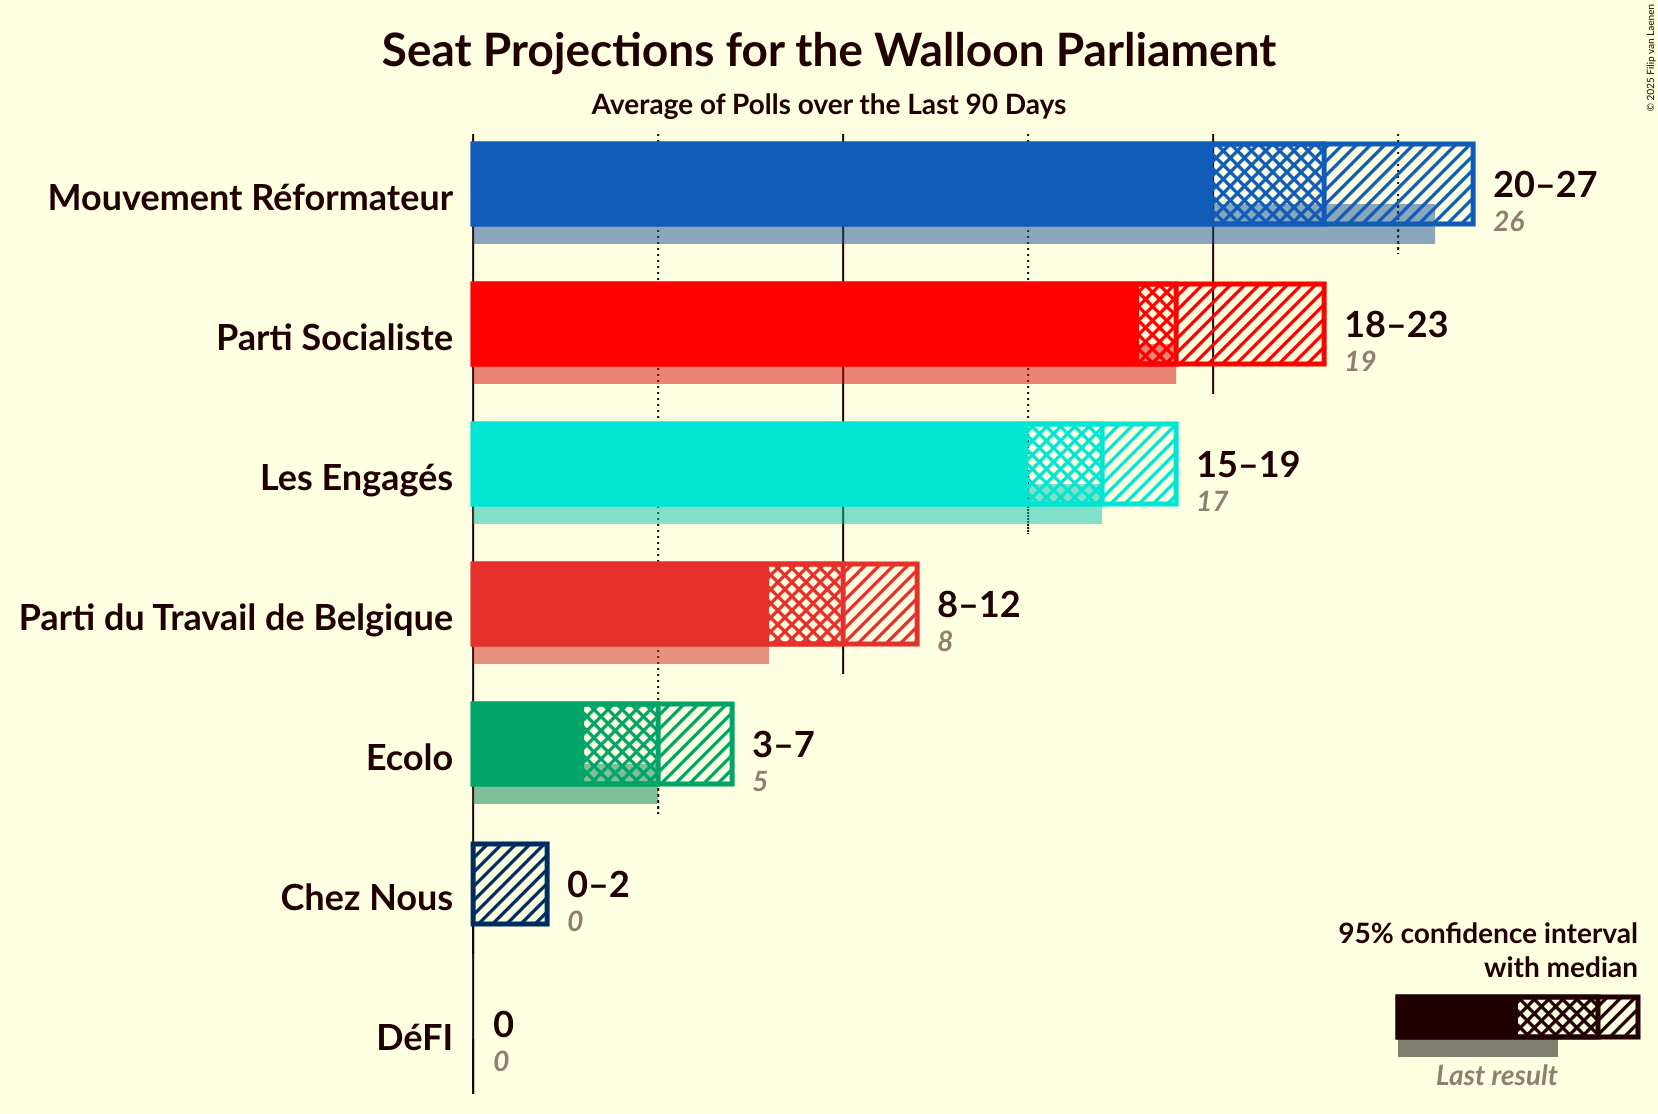 Seat Projections for the Walloon Parliament
Average of Polls over the Last 90 Days
© 2025 Filip van Laenen
Mouvement Réformateur
20–27
26
Parti Socialiste
18–23
19
Les Engagés
15–19
17
Parti du Travail de Belgique
8–12
8
Ecolo
3–7
5
Chez Nous
0–2
0
DéFI
0
0
95% confidence interval
with median
Last result